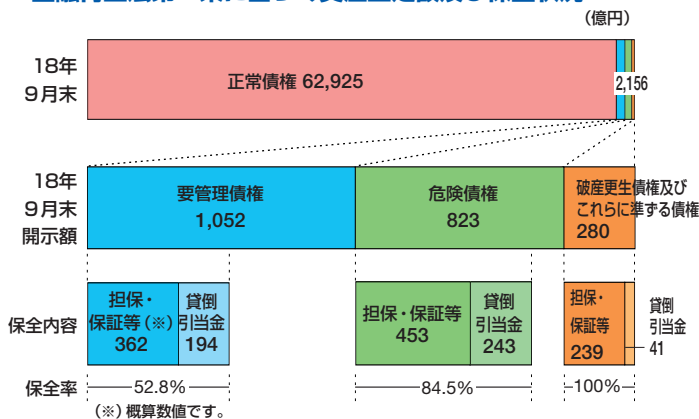 (億円)
18年
9月末
正常債権 62,925
2,156
18年
9月末
開示額
要管理債権
1,052
危険債権
823
破産更生債権及び
これらに準ずる債権
280
保全内容
担保・
保証等(※)
362
貸倒
引当金
194
担保・保証等
453
貸倒
引当金
243
担保・
保証等
239
貸倒
引当金
41
保全率
52.8%
84.5%
100%
(※)概算数値です。